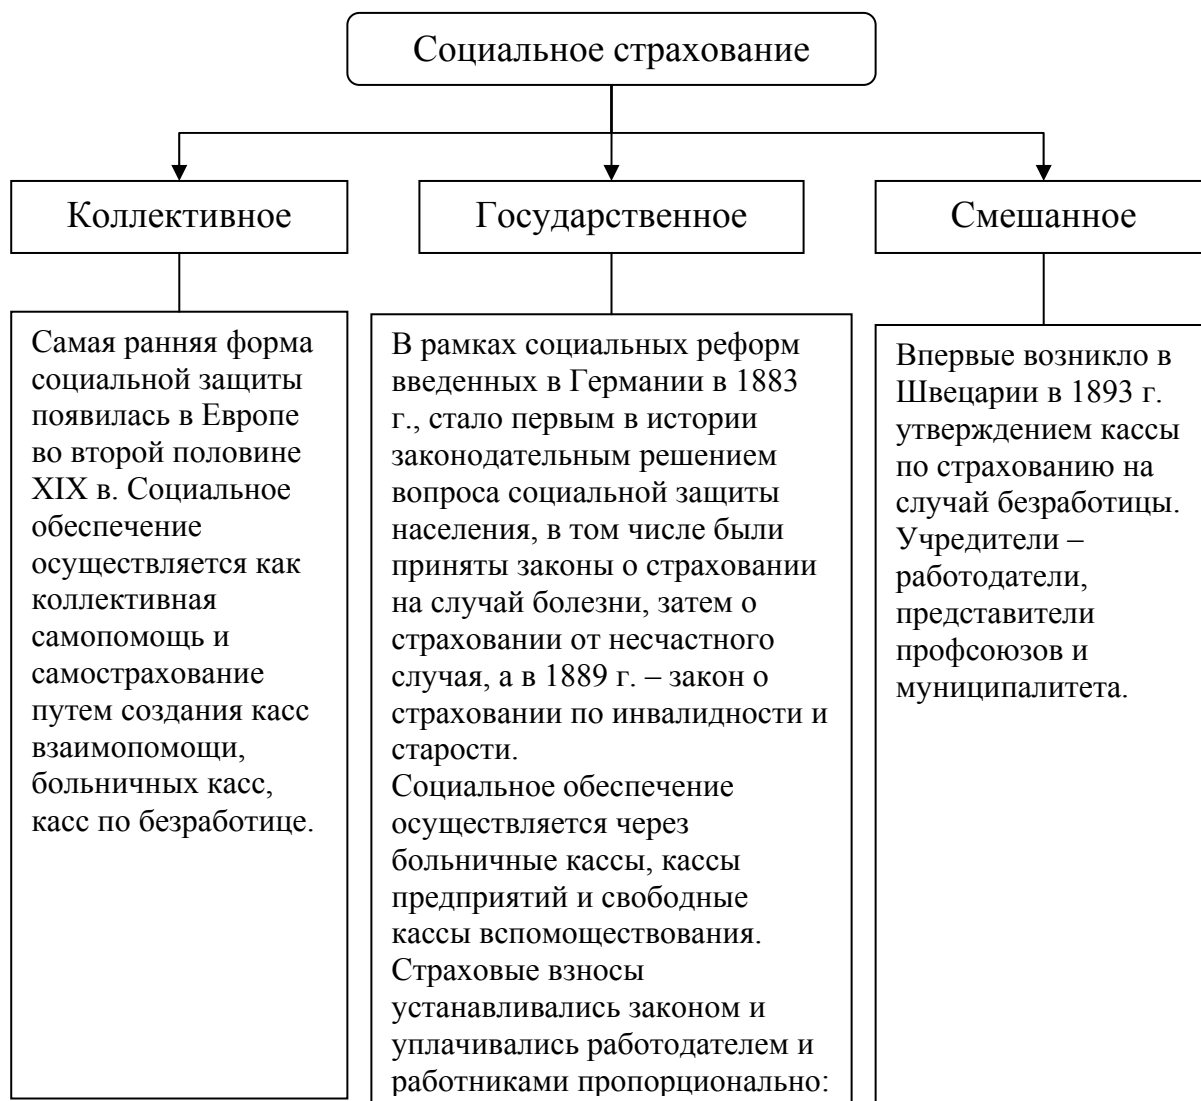 Социальное страхование
Коллективное
Государственное
Смешанное
Самая ранняя форма
социальной защиты
появилась в Европе
во второй половине
XIX в. Социальное
обеспечение
осуществляется как
коллективная
самопомощь и
самострахование
путем создания касс
взаимопомощи,
больничных касс,
касс по безработице.
В рамках социальных реформ
введенных в Германии в 1883
г., стало первым в истории
законодательным решением
вопроса социальной защиты
населения, в том числе были
приняты законы о страховании
на случай болезни, затем о
страховании от несчастного
случая, а в 1889 г. – закон о
страховании по инвалидности и
старости.
Социальное обеспечение
осуществляется через
больничные кассы, кассы
предприятий и свободные
кассы вспомоществования.
Страховые взносы
устанавливались законом и
уплачивались работодателем и
работниками пропорционально:
Впервые возникло в
Швецарии в 1893 г.
утверждением кассы
по страхованию на
случай безработицы.
Учредители –
работодатели,
представители
профсоюзов и
муниципалитета.